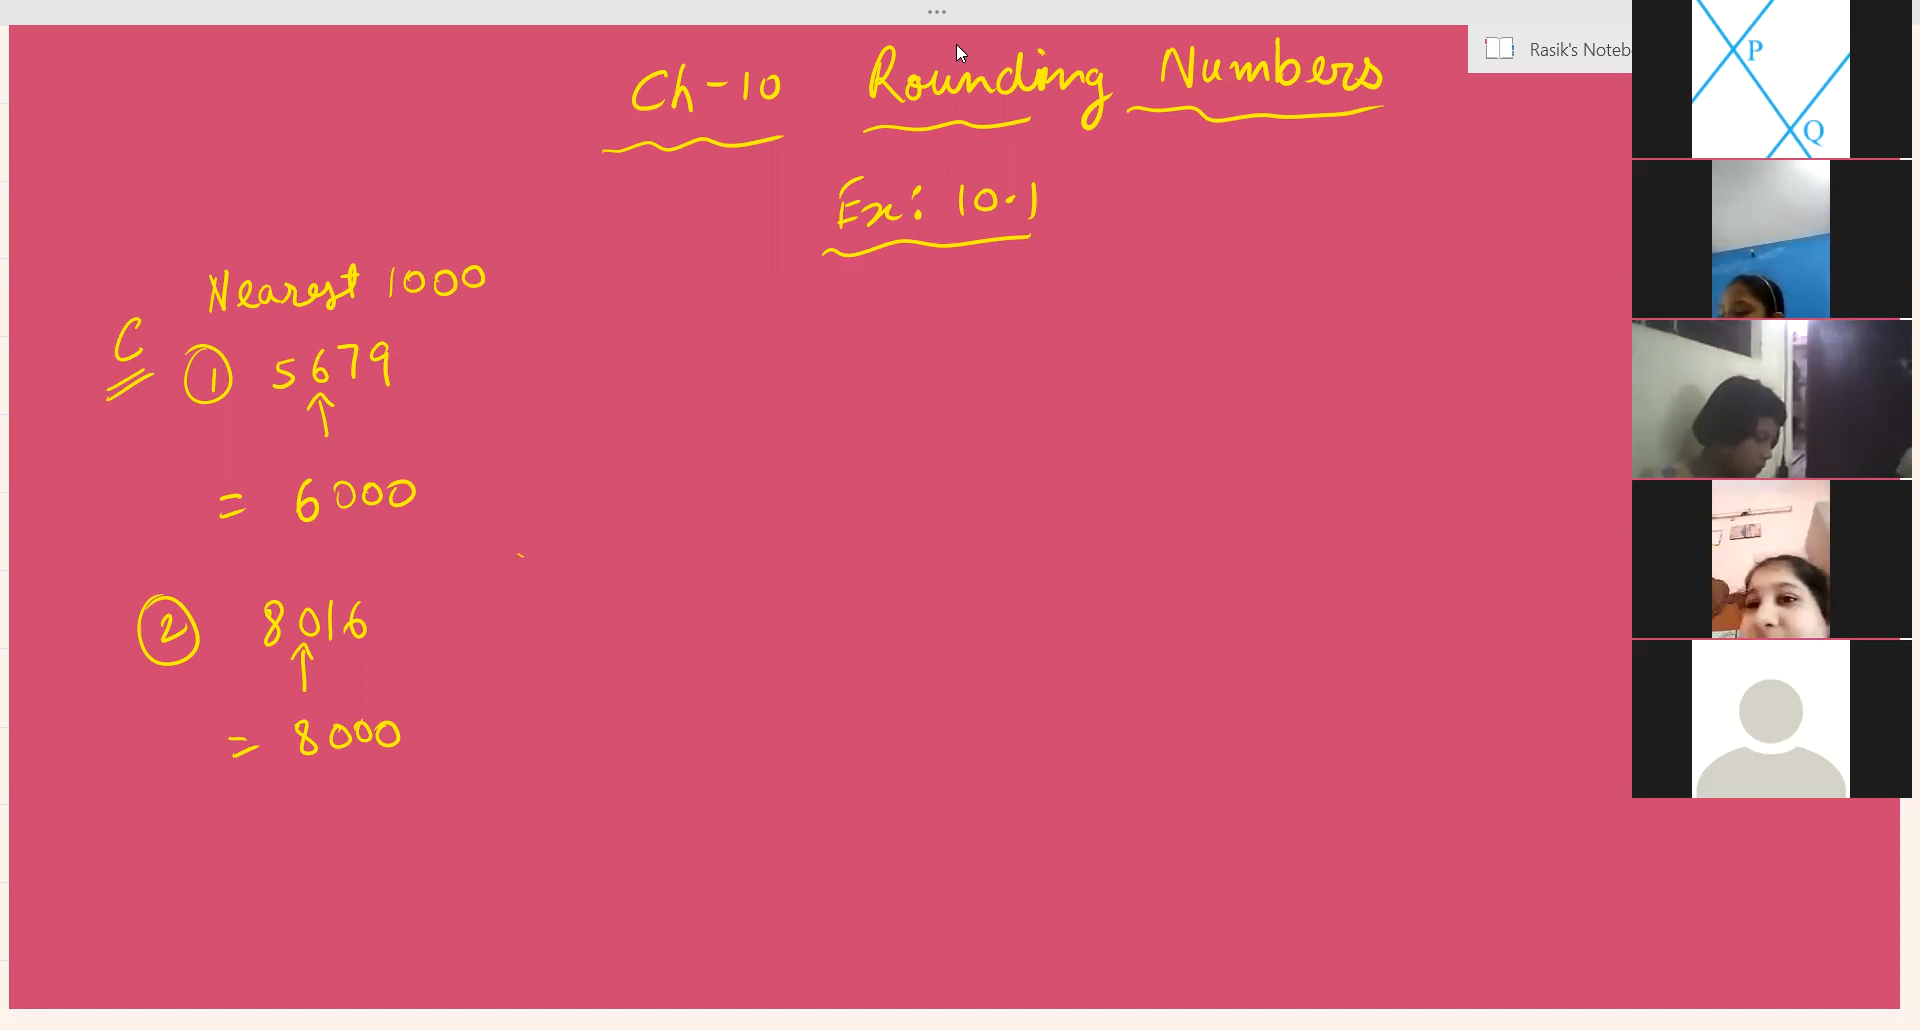 Ch-10 Rounding Numbers
Rasik's Noteb
P
Q
Ex: 10.1
Nearest 1000
C
① 5679
↑
= 6000
② 8016
↑
= 8000